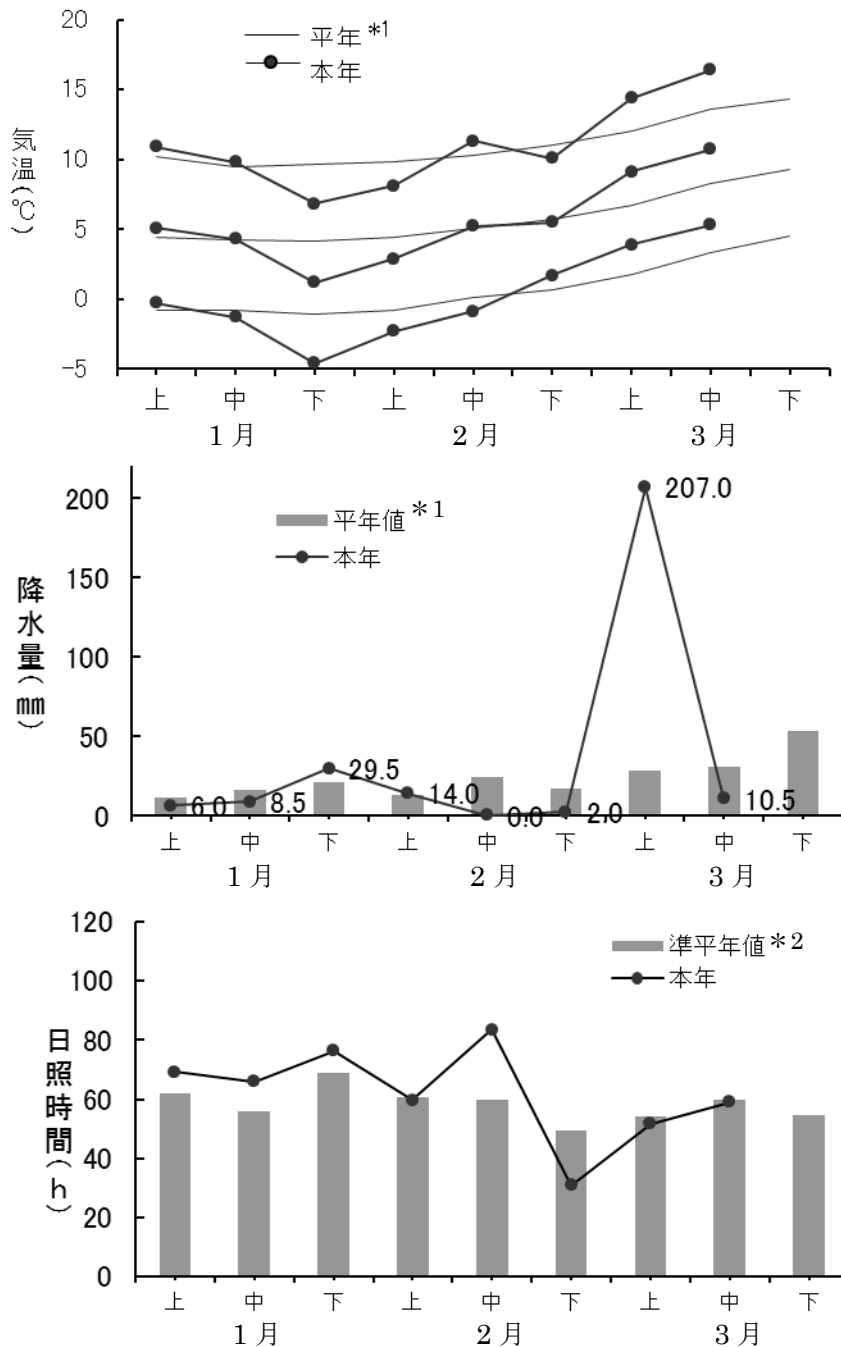 20
平年*1
本年
15
10
5
0
-5
気温(℃)
上 中 下 上 中 下 上 中 下
1月 2月 3月
200
207.0
平年値*1
本年
150
100
50
29.5
14.0
6.0
8.5
0.0
2.0
10.5
0
降水量(㎜)
上 中 下 上 中 下 上 中 下
1月 2月 3月
120
準平年値*2
本年
100
80
60
40
20
0
日照時間(h)
上 中 下 上 中 下 上 中 下
1月 2月 3月